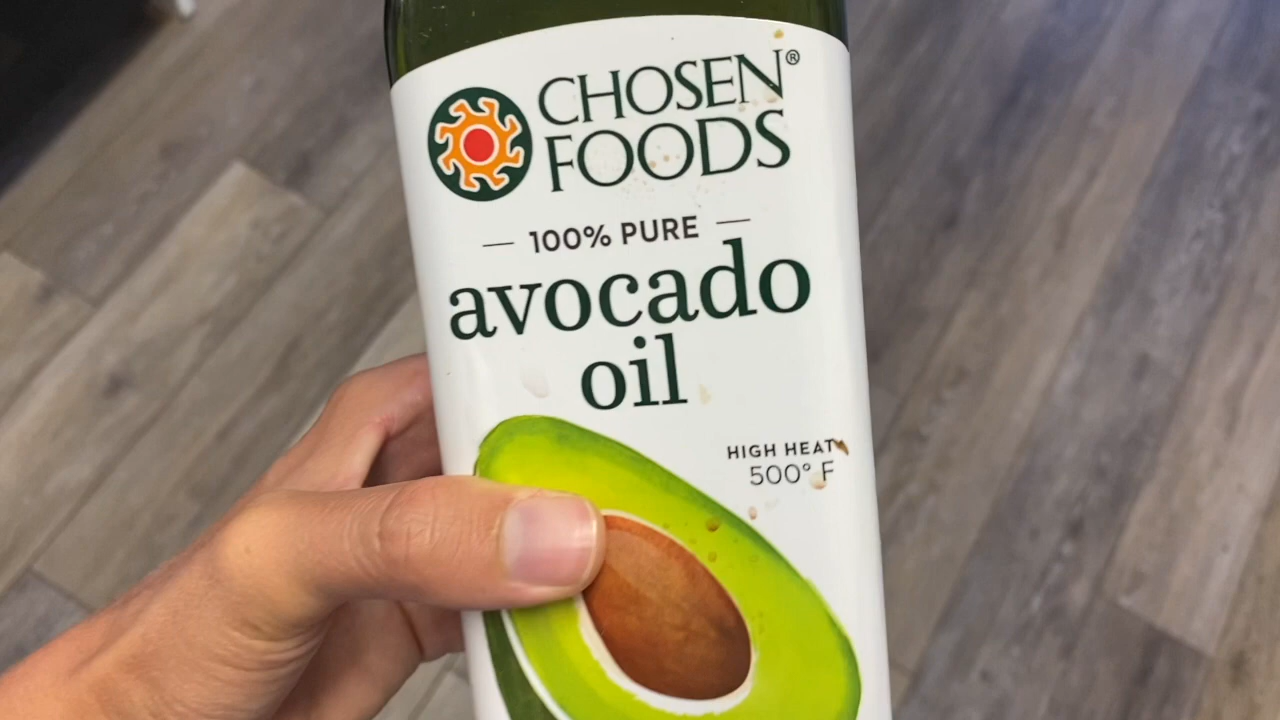 CHOSEN®
FOODS
— 100% PURE —
avocado
oil
HIGH HEAT
500° F